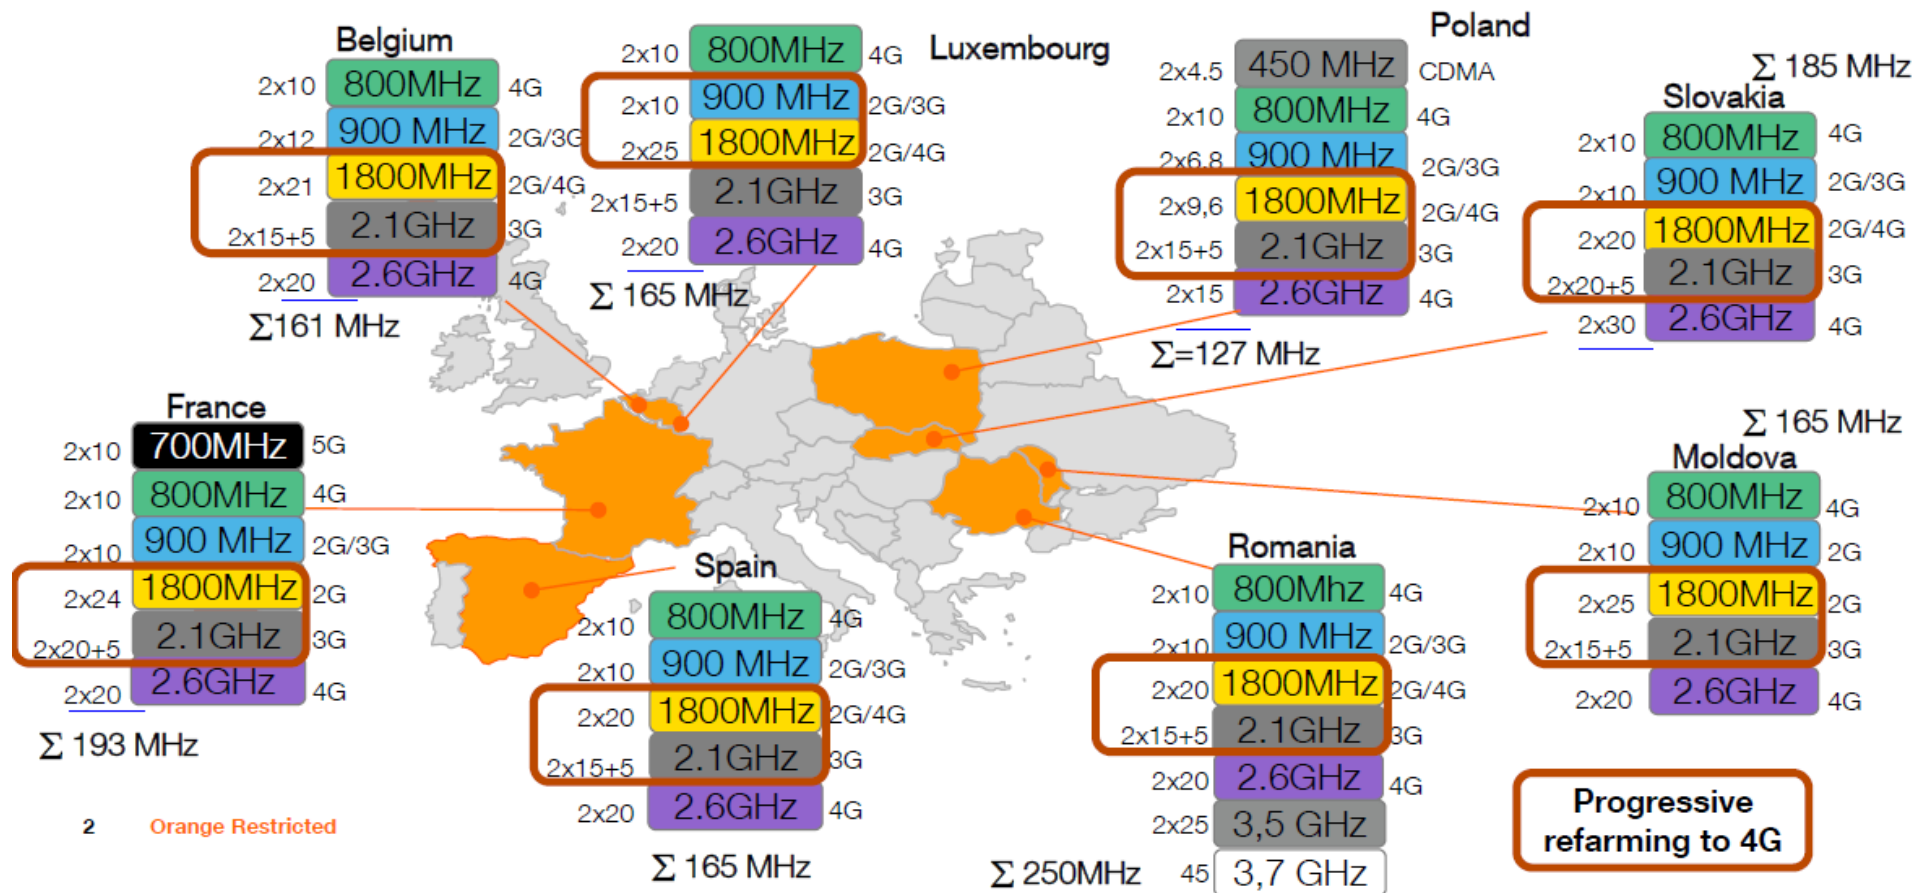 Belgium
2x10 800MHz 4G
2x12 900 MHz 2G/3G
2x21 1800MHz 2G/4G
2x15+5 2.1GHz 3G
2x20 2.6GHz 4G
Σ161 MHz
Luxembourg
2x10 800MHz 4G
2x10 900 MHz 2G/3G
2x25 1800MHz 2G/4G
2x15+5 2.1GHz 3G
2x20 2.6GHz 4G
Σ 165 MHz
Poland
2x4.5 450 MHz CDMA
2x10 800MHz 4G
2x6.8 900 MHz 2G/3G
2x9,6 1800MHz 2G/4G
2x15+5 2.1GHz 3G
2x15 2.6GHz 4G
Σ=127 MHz
Σ 185 MHz
Slovakia
2x10 800MHz 4G
2x10 900 MHz 2G/3G
2x20 1800MHz 2G/4G
2x20+5 2.1GHz 3G
2x30 2.6GHz 4G
France
2x10 700MHz 5G
2x10 800MHz 4G
2x10 900 MHz 2G/3G
2x24 1800MHz 2G
2x20+5 2.1GHz 3G
2x20 2.6GHz 4G
Σ 193 MHz
Spain
2x10 800MHz 4G
2x10 900 MHz 2G/3G
2x20 1800MHz 2G/4G
2x15+5 2.1GHz 3G
2x20 2.6GHz 4G
Σ 165 MHz
Romania
2x10 800Mhz 4G
2x10 900 MHz 2G/3G
2x20 1800MHz 2G/4G
2x15+5 2.1GHz 3G
2x20 2.6GHz 4G
2x25 3,5 GHz
45 3,7 GHz
Σ 250MHz
Σ 165 MHz
Moldova
2x10 800MHz 4G
2x10 900 MHz 2G
2x25 1800MHz 2G
2x15+5 2.1GHz 3G
2x20 2.6GHz 4G
Progressive
refarming to 4G
2 Orange Restricted